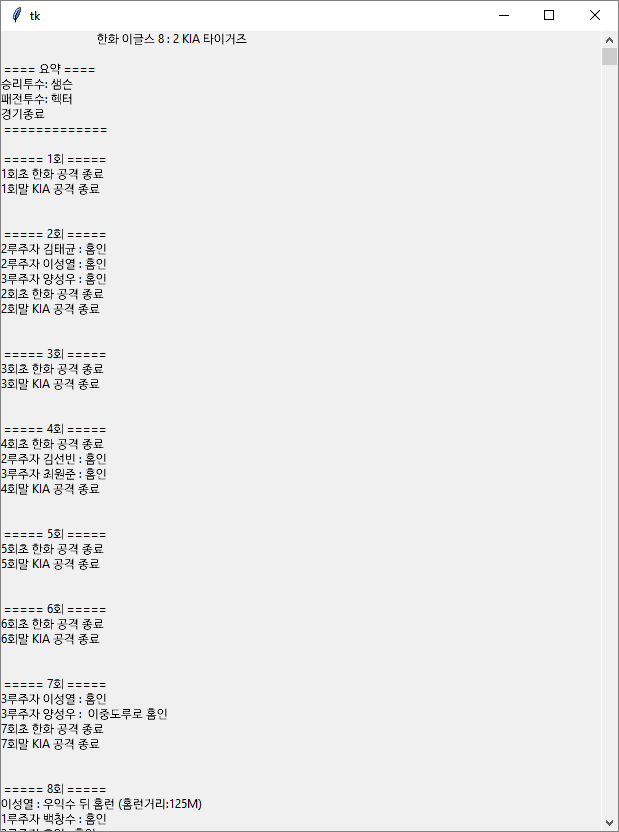 tk
한화 이글스 8 : 2 KIA 타이거즈
==== 요약 ====
승리투수: 샘슨
패전투수: 헥터
경기종료
=============
===== 1회 =====
1회초 한화 공격 종료
1회말 KIA 공격 종료
===== 2회 =====
2루주자 김태균 : 홈인
2루주자 이성열 : 홈인
3루주자 양성우 : 홈인
2회초 한화 공격 종료
2회말 KIA 공격 종료
===== 3회 =====
3회초 한화 공격 종료
3회말 KIA 공격 종료
===== 4회 =====
4회초 한화 공격 종료
2루주자 김선빈 : 홈인
3루주자 최원준 : 홈인
4회말 KIA 공격 종료
===== 5회 =====
5회초 한화 공격 종료
5회말 KIA 공격 종료
===== 6회 =====
6회초 한화 공격 종료
6회말 KIA 공격 종료
===== 7회 =====
3루주자 이성열 : 홈인
3루주자 양성우 :  이중도루로 홈인
7회초 한화 공격 종료
7회말 KIA 공격 종료
===== 8회 =====
이성열 : 우익수 뒤 홈런 (홈런거리:125M)
1루주자 백창수 : 홈인